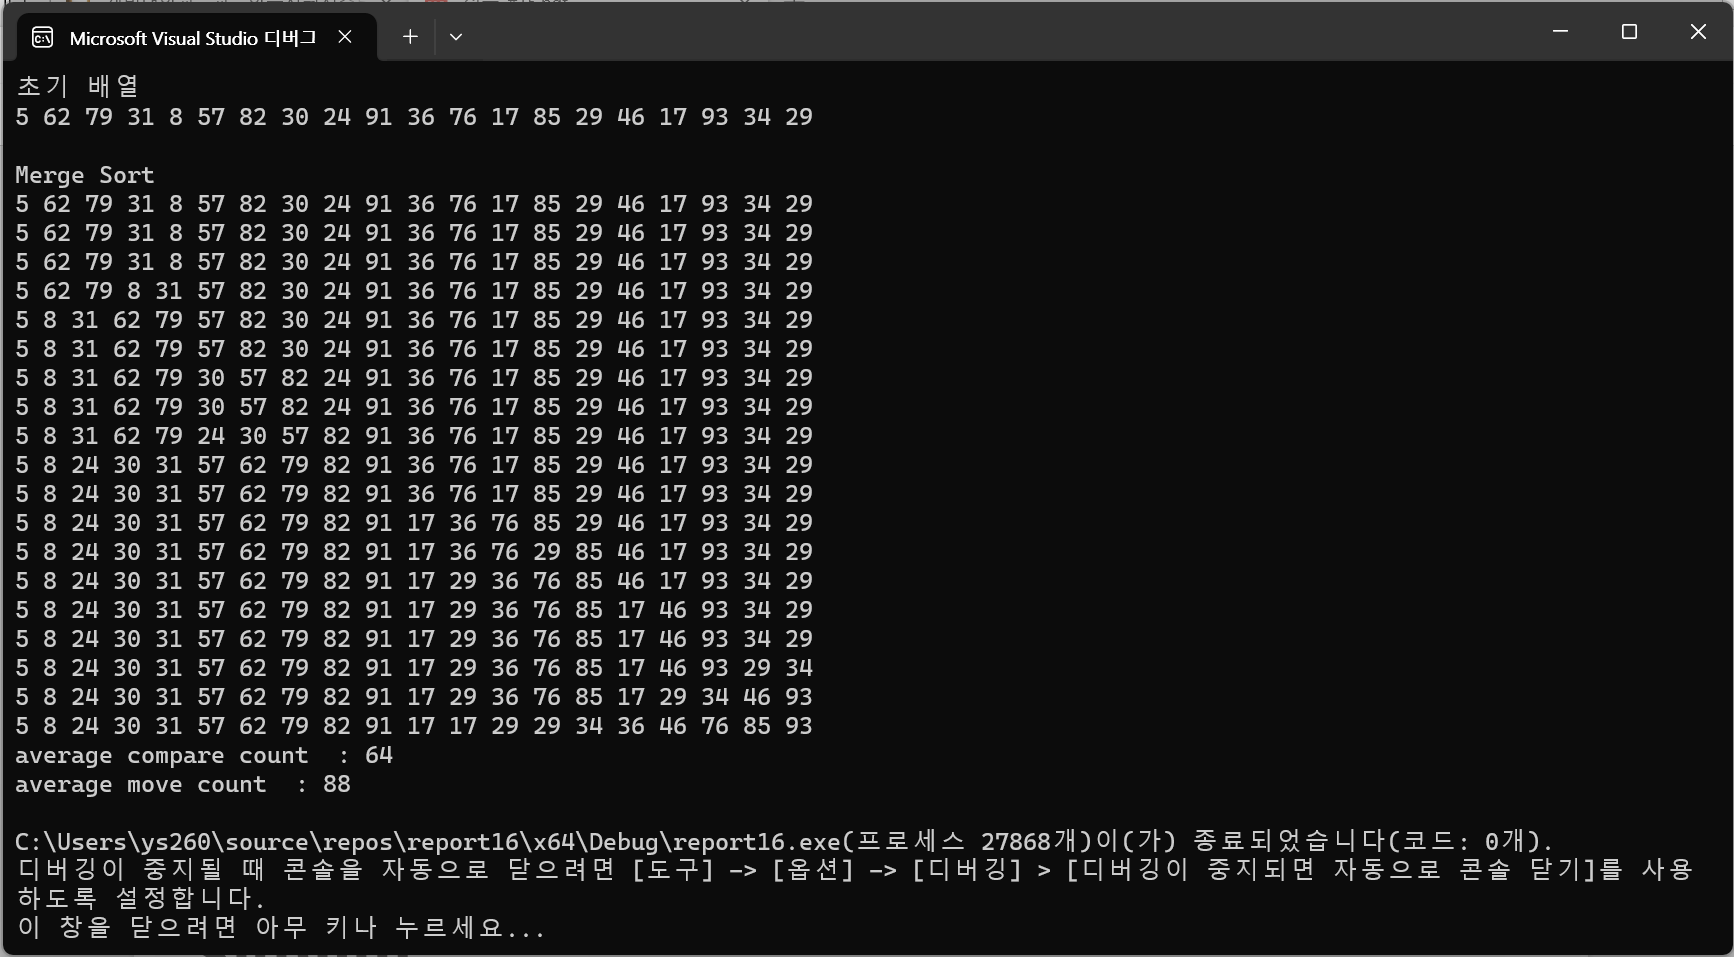 Microsoft Visual Studio 디버그
초기 배열
5 62 79 31 8 57 82 30 24 91 36 76 17 85 29 46 17 93 34 29
Merge Sort
5 62 79 31 8 57 82 30 24 91 36 76 17 85 29 46 17 93 34 29
5 62 79 31 8 57 82 30 24 91 36 76 17 85 29 46 17 93 34 29
5 62 79 31 8 57 82 30 24 91 36 76 17 85 29 46 17 93 34 29
5 62 79 8 31 57 82 30 24 91 36 76 17 85 29 46 17 93 34 29
5 8 31 62 79 57 82 30 24 91 36 76 17 85 29 46 17 93 34 29
5 8 31 62 79 57 82 30 24 91 36 76 17 85 29 46 17 93 34 29
5 8 31 62 79 30 57 82 24 91 36 76 17 85 29 46 17 93 34 29
5 8 31 62 79 30 57 82 24 91 36 76 17 85 29 46 17 93 34 29
5 8 31 62 79 24 30 57 82 91 36 76 17 85 29 46 17 93 34 29
5 8 24 30 31 57 62 79 82 91 36 76 17 85 29 46 17 93 34 29
5 8 24 30 31 57 62 79 82 91 36 76 17 85 29 46 17 93 34 29
5 8 24 30 31 57 62 79 82 91 17 36 76 85 29 46 17 93 34 29
5 8 24 30 31 57 62 79 82 91 17 36 76 29 85 46 17 93 34 29
5 8 24 30 31 57 62 79 82 91 17 29 36 76 85 46 17 93 34 29
5 8 24 30 31 57 62 79 82 91 17 29 36 76 85 17 46 93 34 29
5 8 24 30 31 57 62 79 82 91 17 29 36 76 85 17 46 93 34 29
5 8 24 30 31 57 62 79 82 91 17 29 36 76 85 17 46 93 29 34
5 8 24 30 31 57 62 79 82 91 17 29 36 76 85 17 29 34 46 93
5 8 24 30 31 57 62 79 82 91 17 17 29 29 34 36 46 76 85 93
average compare count  : 64
average move count  : 88
C:\Users\ys260\source\repos\report16\x64\Debug\report16.exe(프로세스 27868개)이(가) 종료되었습니다(코드: 0개).
디버깅이 중지될 때 콘솔을 자동으로 닫으려면 [도구] -> [옵션] -> [디버깅] > [디버깅이 중지되면 자동으로 콘솔 닫기]를 사용
하도록 설정합니다.
이 창을 닫으려면 아무 키나 누르세요...